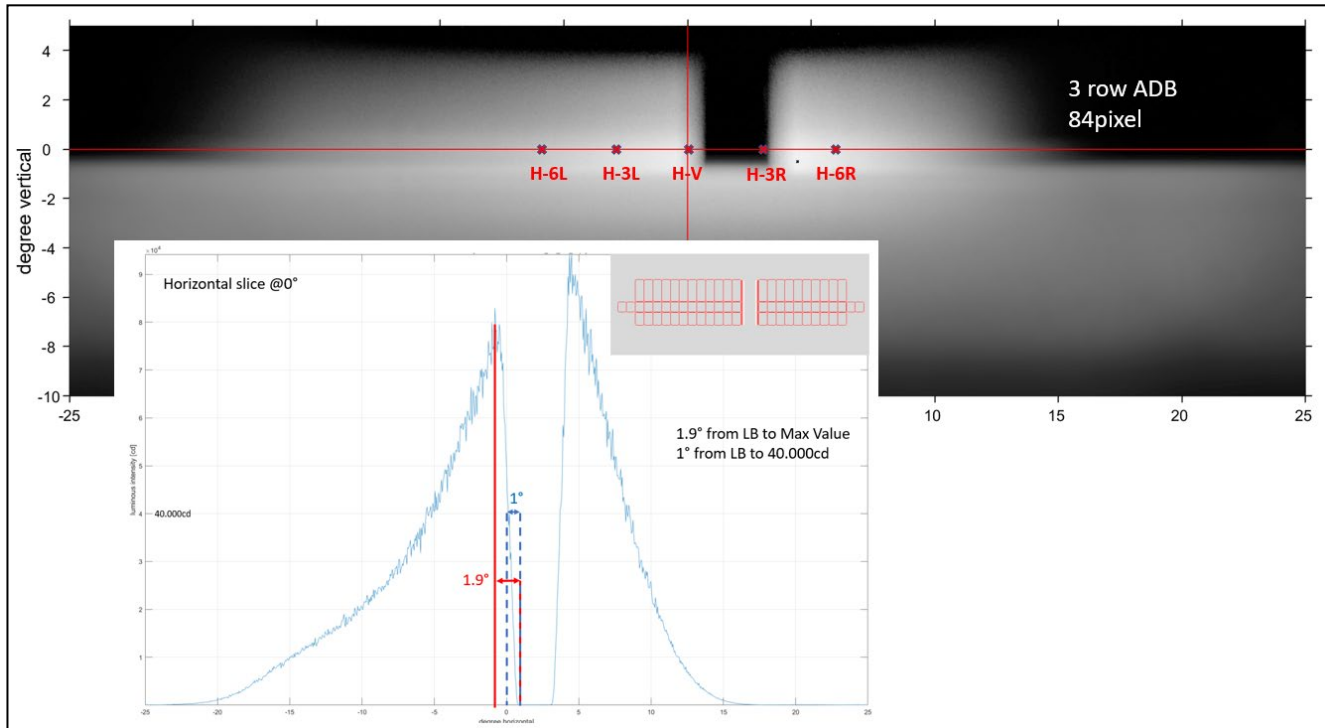 4
2
0
-2
-4
-6
-8
-10
degree vertical
3 row ADB
84pixel
H-6L H-3L H-V H-3R H-6R
-25 10 15 20 25
Horizontal slice @0°
9
8
7
6
5
4
3
2
1
luminous intensity [cd]
40.000cd
1.9° from LB to Max Value
1° from LB to 40.000cd
1°
1.9°
-25 -20 -15 -10 -5 0 5 10 15 20 25
degree horizontal